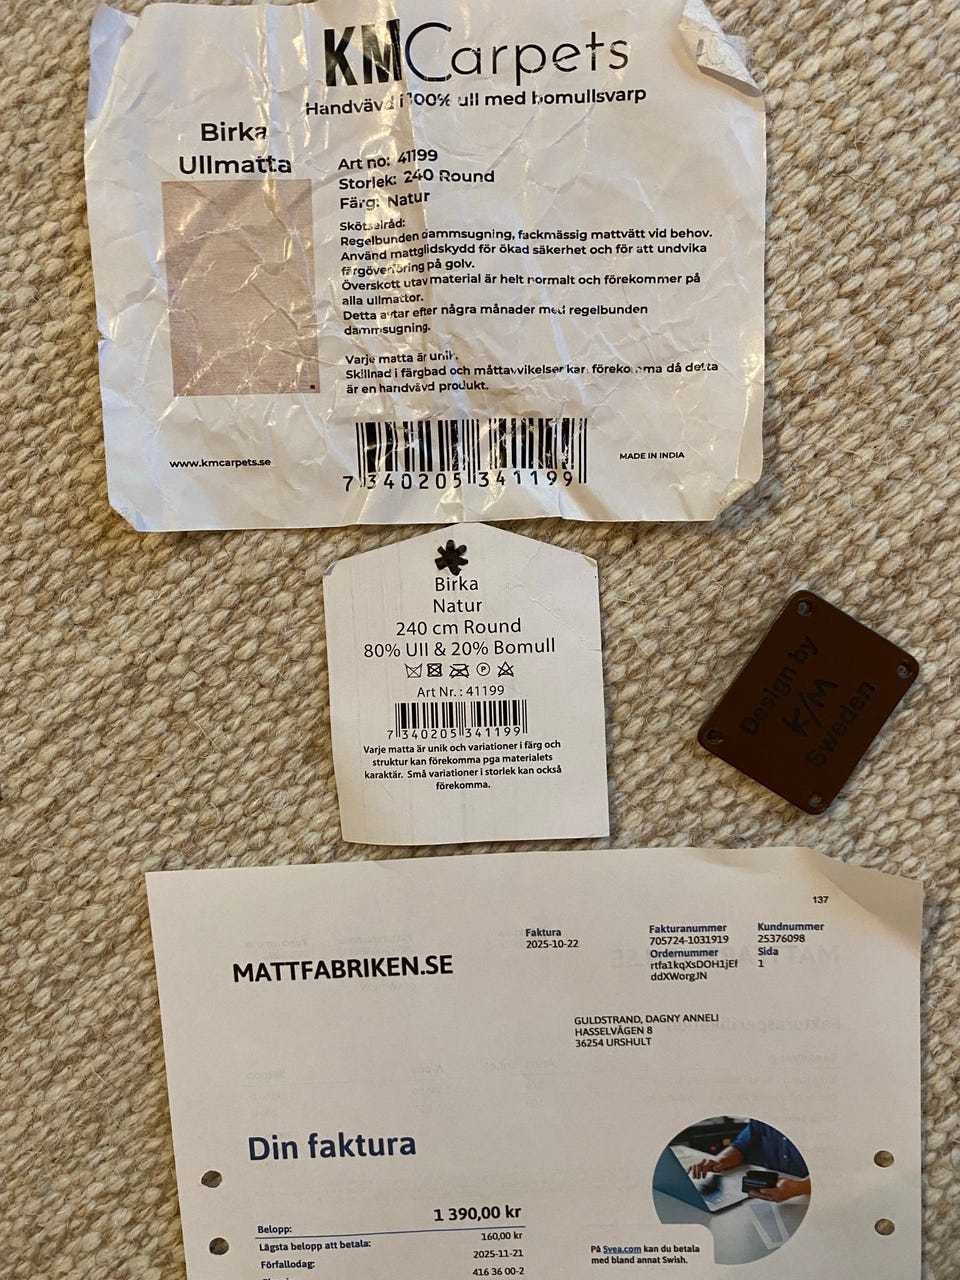 KMCarpets
Handvävd i 100% ull med bomullsvarp
Birka
Ullmatta
Art no: 41199
Storlek: 240 Round
Färg: Natur
Skötselråd:
Regelbunden dammsugning, fackmässig mattvätt vid behov.
Använd mattglidskydd för ökad säkerhet och för att undvika
färgöverföring på golv.
Överskott utav material är helt normalt och förekommer på
alla ullmattor.
Detta avtar efter några månader med regelbunden
dammsugning.
Varje matta är unik.
Skillnad i färgbad och måttavvikelser kan förekomma då detta
är en handvävd produkt.
www.kmcarpets.se
MADE IN INDIA
7 340205 341199
Birka
Natur
240 cm Round
80% Ull & 20% Bomull
P
Art Nr.: 41199
7 340205 341199
Varje matta är unik och variationer i färg och
struktur kan förekomma pga materialets
karaktär. Små variationer i storlek kan också
förekomma.
Design by
K/M
Sweden
137
MATTFABRIKEN.SE
Faktura
2025-10-22
Fakturanummer
705724-1031919
Ordernummer
rtfa1kqXsDOH1jEf
ddXWorgJN
Kundnummer
25376098
Sida
1
GULDSTRAND, DAGNY ANNELI
HASSELVÄGEN 8
36254 URSHULT
Din faktura
Belopp: 1 390,00 kr
Lägsta belopp att betala: 160,00 kr
Förfallodag: 2025-11-21
416 36 00-2
På Svea.com kan du betala
med bland annat Swish.